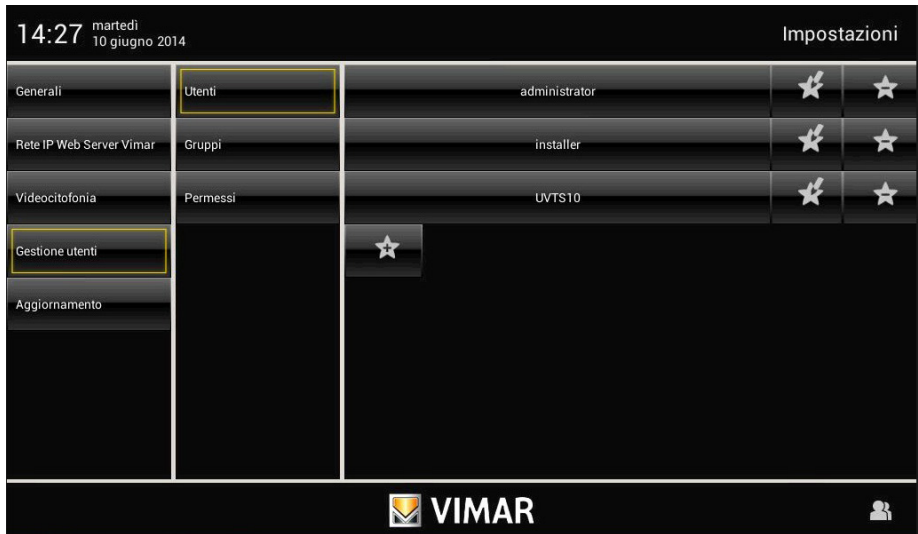 14:27 martedì
10 giugno 2014
Impostazioni
Generali
Rete IP Web Server Vimar
Videocitofonia
Gestione utenti
Aggiornamento
Utenti
Gruppi
Permessi
administrator
installer
UVTS10
VIMAR